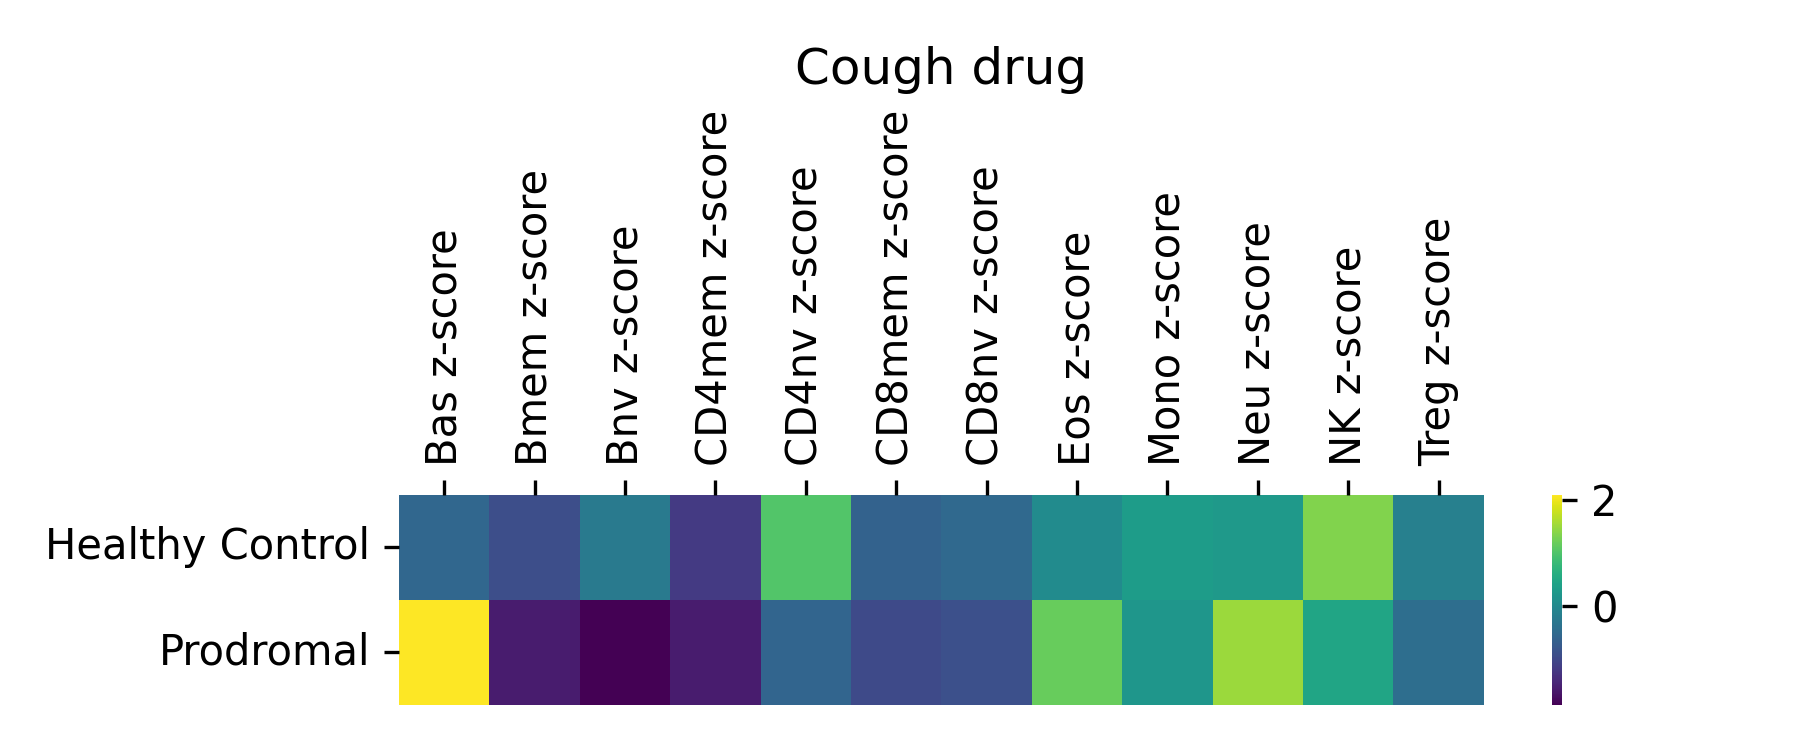 Cough drug
Bas z-score
Bmem z-score
Bnv z-score
CD4mem z-score
CD4nv z-score
CD8mem z-score
CD8nv z-score
Eos z-score
Mono z-score
Neu z-score
NK z-score
Treg z-score
Healthy Control
Prodromal
2
0